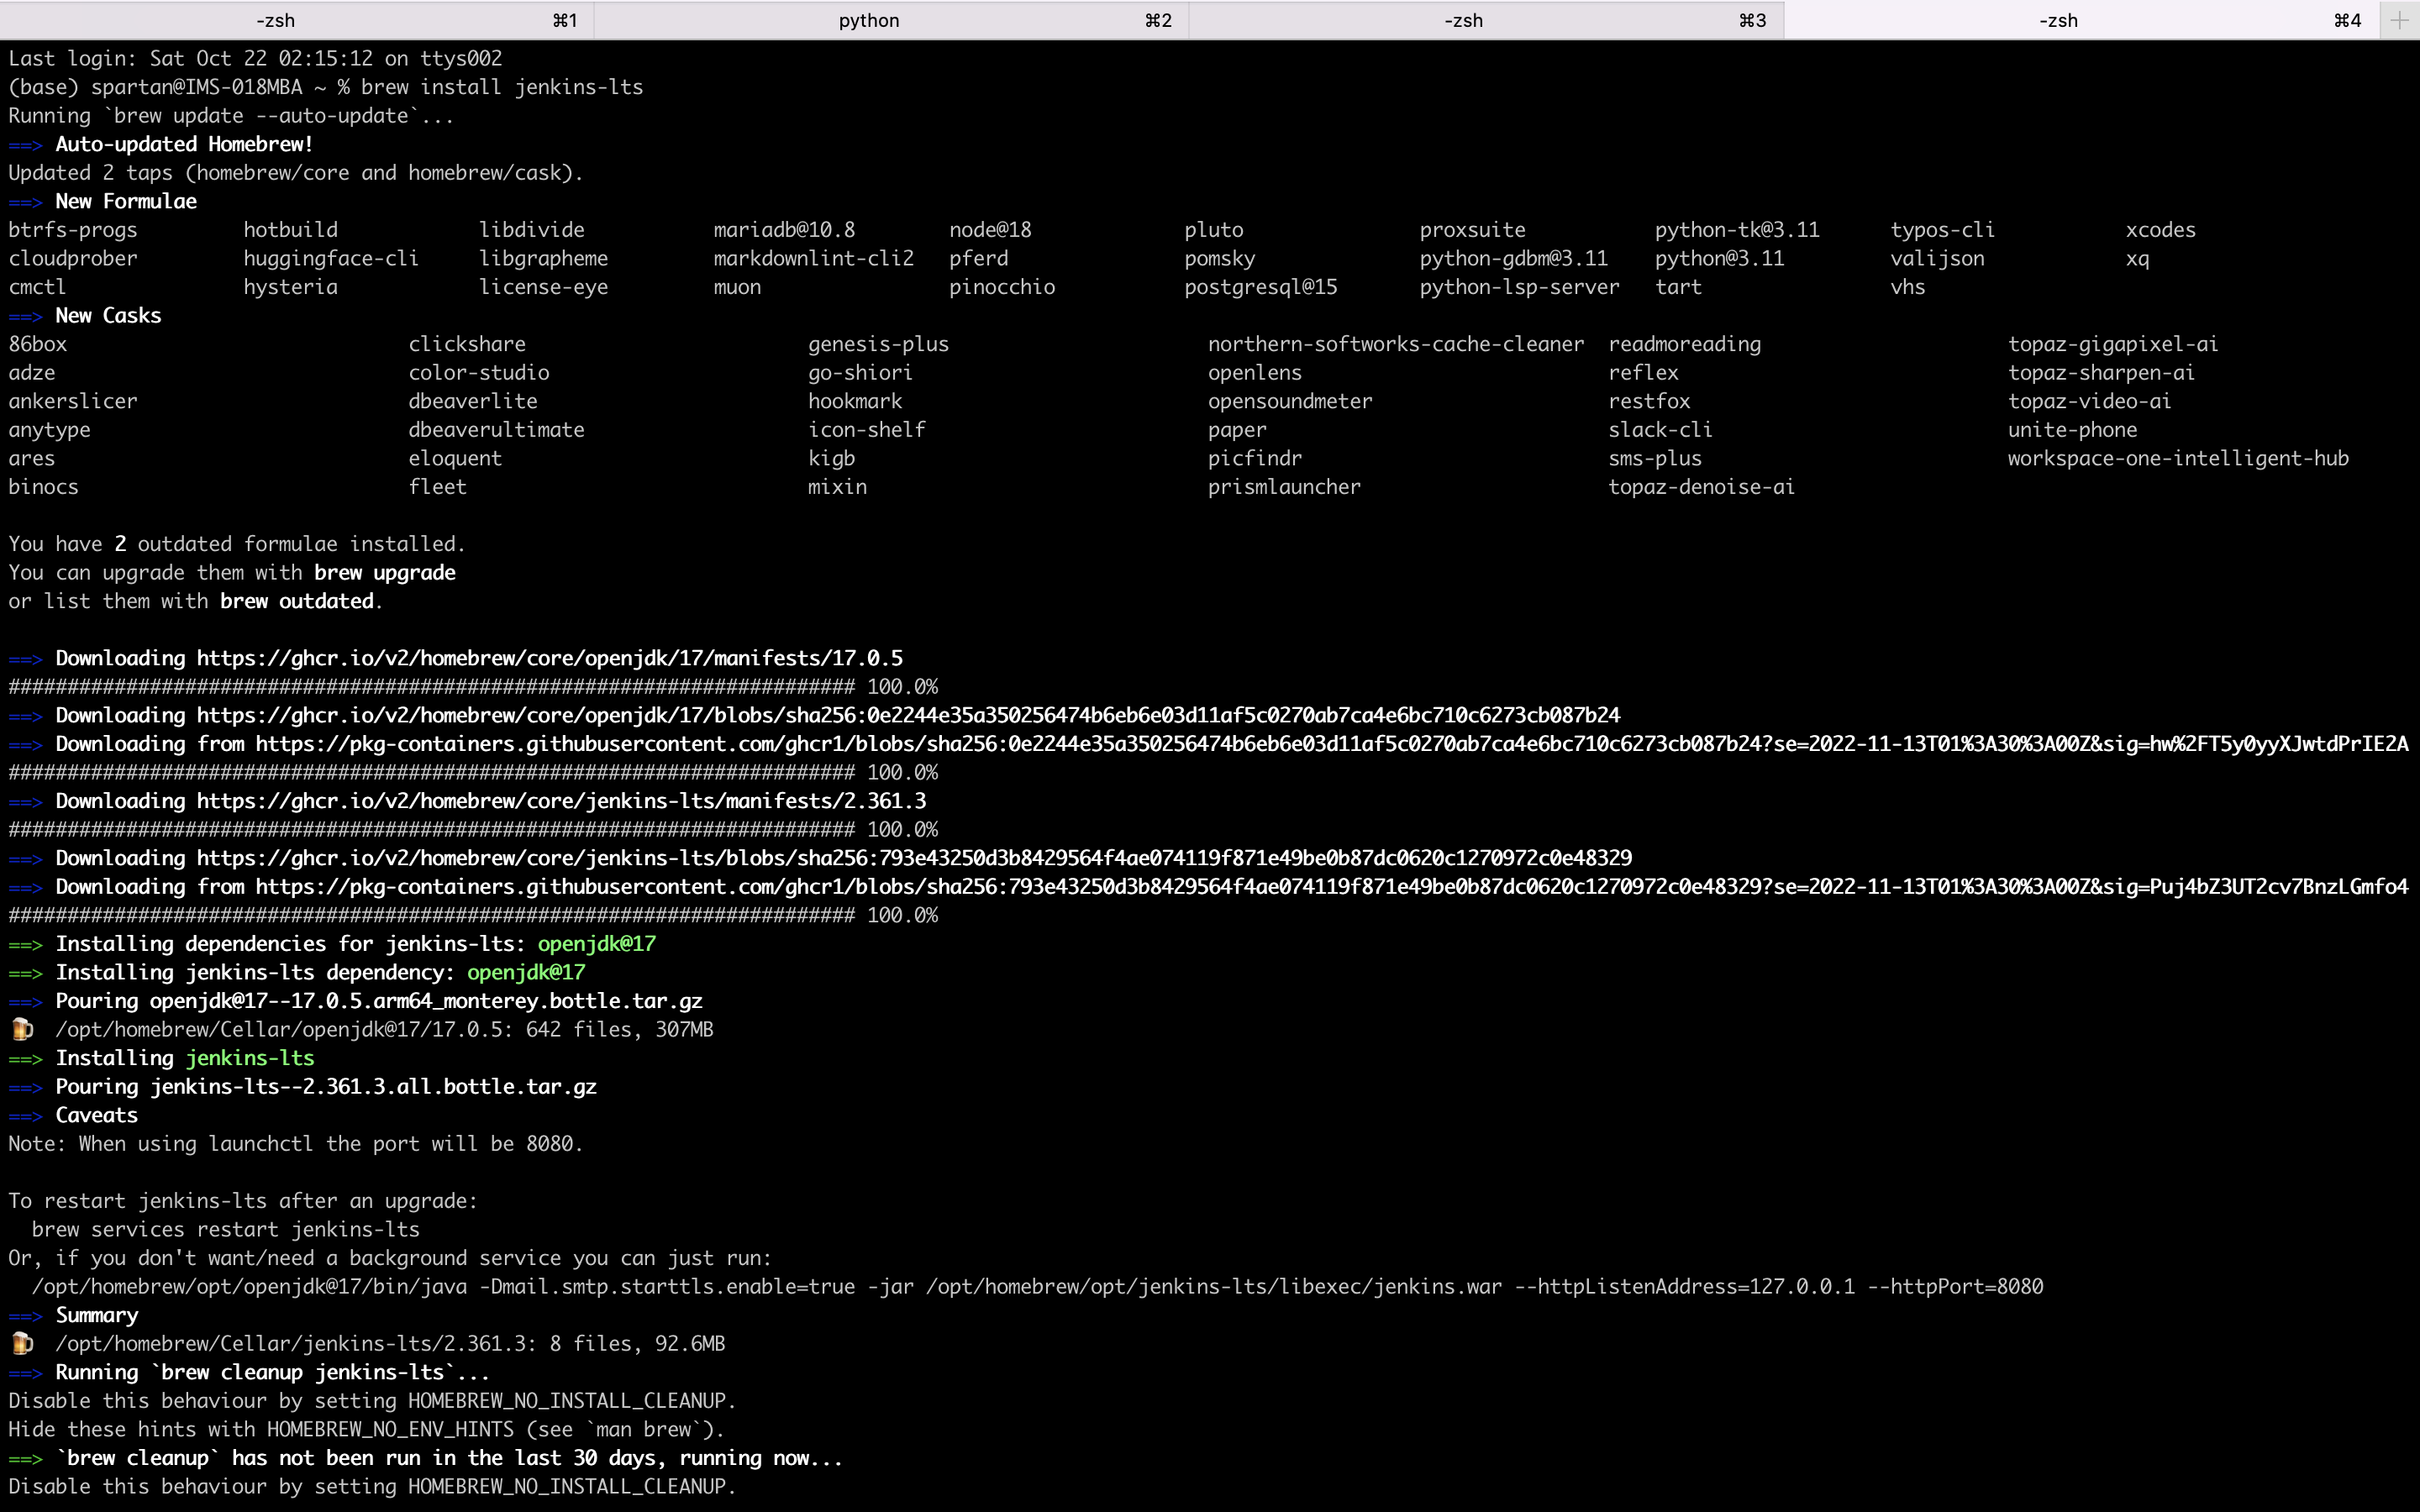 -zsh ⌘1 python ⌘2 -zsh ⌘3 -zsh ⌘4 +
Last login: Sat Oct 22 02:15:12 on ttys002
(base) spartan@IMS-018MBA ~ % brew install jenkins-lts
Running `brew update --auto-update`...
==> Auto-updated Homebrew!
Updated 2 taps (homebrew/core and homebrew/cask).
==> New Formulae
btrfs-progs hotbuild libdivide mariadb@10.8 node@18 pluto proxsuite python-tk@3.11 typos-cli xcodes
cloudprober huggingface-cli libgrapheme markdownlint-cli2 pferd pomsky python-gdbm@3.11 python@3.11 valijson xq
cmctl hysteria license-eye muon pinocchio postgresql@15 python-lsp-server tart vhs
==> New Casks
86box clickshare genesis-plus northern-softworks-cache-cleaner readmoreading topaz-gigapixel-ai
adze color-studio go-shiori openlens reflex topaz-sharpen-ai
ankerslicer dbeaverlite hookmark opensoundmeter restfox topaz-video-ai
anytype dbeaverultimate icon-shelf paper slack-cli unite-phone
ares eloquent kigb picfindr sms-plus workspace-one-intelligent-hub
binocs fleet mixin prismlauncher topaz-denoise-ai
You have 2 outdated formulae installed.
You can upgrade them with brew upgrade
or list them with brew outdated.
==> Downloading https://ghcr.io/v2/homebrew/core/openjdk/17/manifests/17.0.5
######################################################################## 100.0%
==> Downloading https://ghcr.io/v2/homebrew/core/openjdk/17/blobs/sha256:0e2244e35a350256474b6eb6e03d11af5c0270ab7ca4e6bc710c6273cb087b24
==> Downloading from https://pkg-containers.githubusercontent.com/ghcr1/blobs/sha256:0e2244e35a350256474b6eb6e03d11af5c0270ab7ca4e6bc710c6273cb087b24?se=2022-11-13T01%3A30%3A00Z&sig=hw%2FT5y0yyXJwtdPrIE2A
######################################################################## 100.0%
==> Downloading https://ghcr.io/v2/homebrew/core/jenkins-lts/manifests/2.361.3
######################################################################## 100.0%
==> Downloading https://ghcr.io/v2/homebrew/core/jenkins-lts/blobs/sha256:793e43250d3b8429564f4ae074119f871e49be0b87dc0620c1270972c0e48329
==> Downloading from https://pkg-containers.githubusercontent.com/ghcr1/blobs/sha256:793e43250d3b8429564f4ae074119f871e49be0b87dc0620c1270972c0e48329?se=2022-11-13T01%3A30%3A00Z&sig=Puj4bZ3UT2cv7BnzLGmfo4
######################################################################## 100.0%
==> Installing dependencies for jenkins-lts: openjdk@17
==> Installing jenkins-lts dependency: openjdk@17
==> Pouring openjdk@17--17.0.5.arm64_monterey.bottle.tar.gz
🍺 /opt/homebrew/Cellar/openjdk@17/17.0.5: 642 files, 307MB
==> Installing jenkins-lts
==> Pouring jenkins-lts--2.361.3.all.bottle.tar.gz
==> Caveats
Note: When using launchctl the port will be 8080.
To restart jenkins-lts after an upgrade:
brew services restart jenkins-lts
Or, if you don't want/need a background service you can just run:
/opt/homebrew/opt/openjdk@17/bin/java -Dmail.smtp.starttls.enable=true -jar /opt/homebrew/opt/jenkins-lts/libexec/jenkins.war --httpListenAddress=127.0.0.1 --httpPort=8080
==> Summary
🍺 /opt/homebrew/Cellar/jenkins-lts/2.361.3: 8 files, 92.6MB
==> Running `brew cleanup jenkins-lts`...
Disable this behaviour by setting HOMEBREW_NO_INSTALL_CLEANUP.
Hide these hints with HOMEBREW_NO_ENV_HINTS (see `man brew`).
==> `brew cleanup` has not been run in the last 30 days, running now...
Disable this behaviour by setting HOMEBREW_NO_INSTALL_CLEANUP.